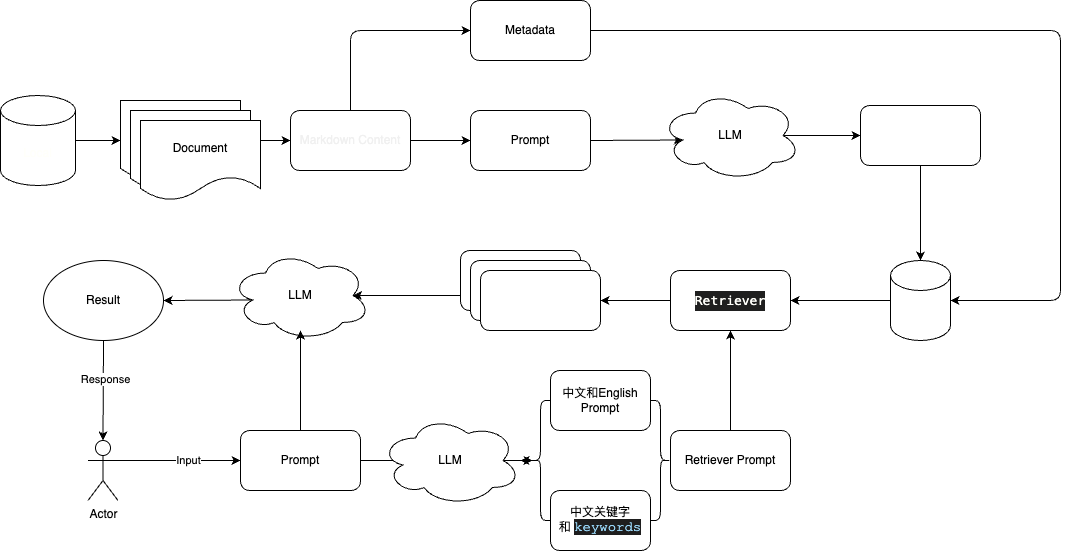 Metadata
Document
Markdown Content
Prompt
LLM
Result
LLM
Retriever
Response
中文和English
Prompt
Input
Prompt
LLM
Retriever Prompt
Actor
中文关键字
和 keywords